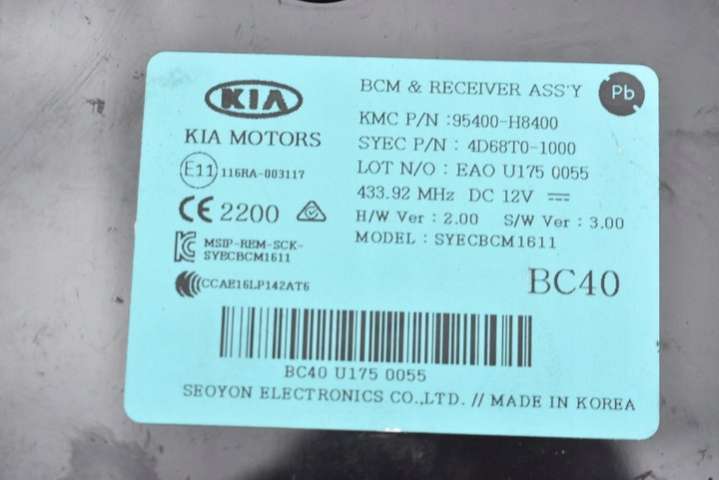 KIA
KIA MOTORS
E11 116RA-003117
CE 2200
MSIP-REM-SCK-
SYECBCM1611
CCAE16LP142AT6
BCM & RECEIVER ASS'Y
Pb
KMC P/N :95400-H8400
SYEC P/N : 4D68T0-1000
LOT N/O : EAO U175 0055
433.92 MHz DC 12V
H/W Ver : 2.00 S/W Ver : 3.00
MODEL : SYECBCM1611
BC40
BC40 U175 0055
SEOYON ELECTRONICS CO.,LTD. // MADE IN KOREA